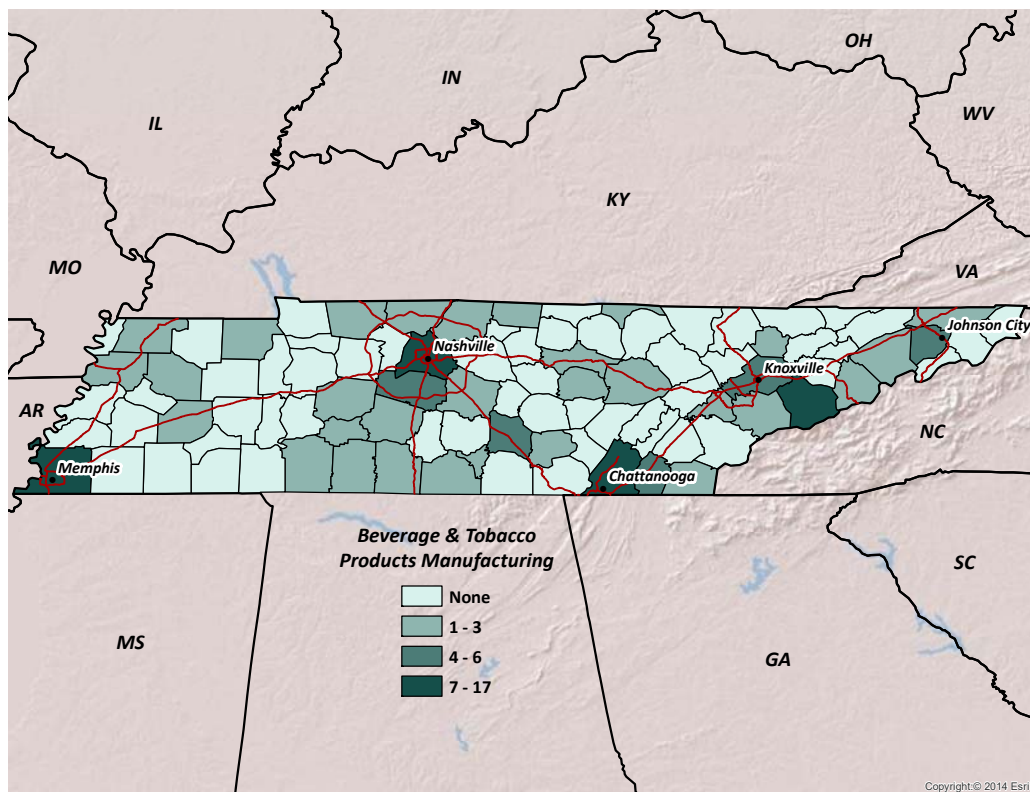 OH
IN
WV
IL
KY
MO
VA
Johnson City
Nashville
Knoxville
AR
NC
Memphis
Chattanooga
Beverage & Tobacco
Products Manufacturing
None
1 - 3
4 - 6
7 - 17
SC
MS
GA
Copyright:© 2014 Esri